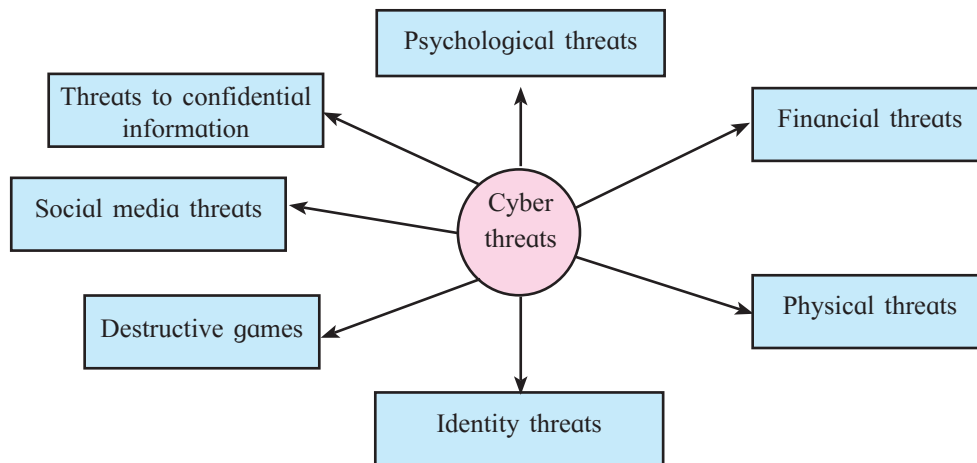 Psychological threats
Threats to confidential
information
Financial threats
Social media threats
Cyber
threats
Physical threats
Destructive games
Identity threats